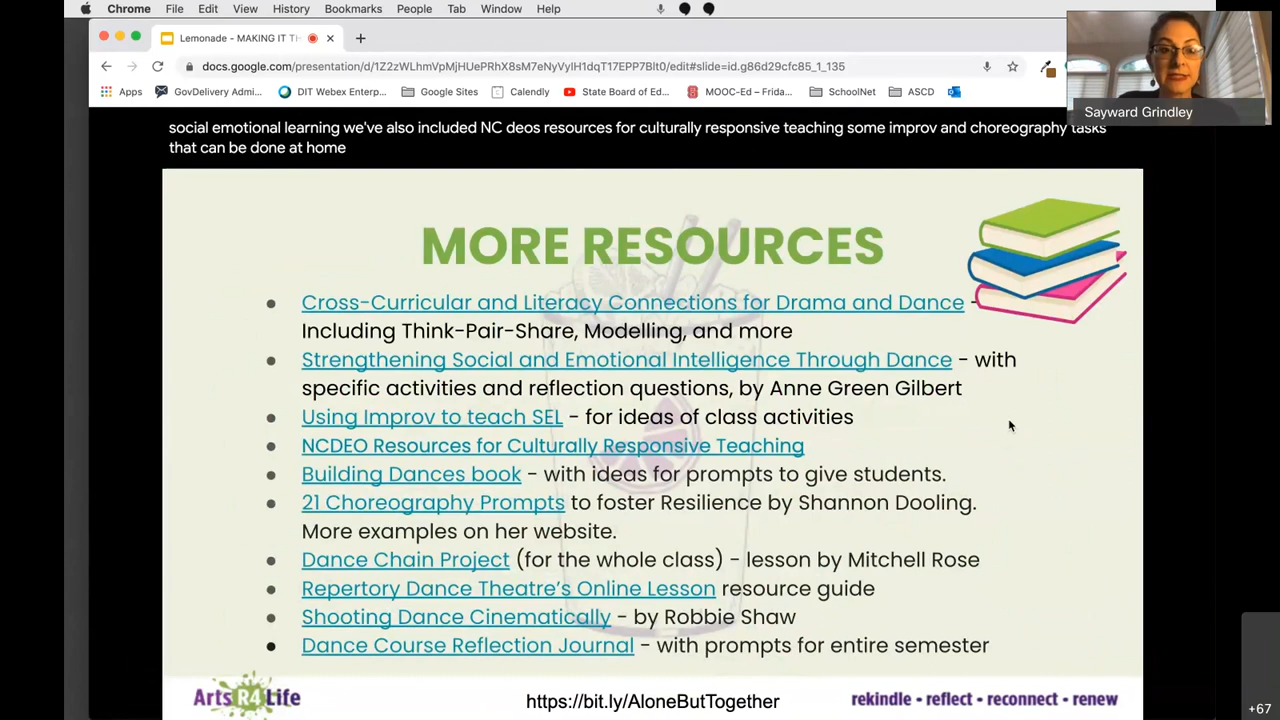 Chrome File Edit View History Bookmarks People Tab Window Help
Lemonade - MAKING IT TH
docs.google.com/presentation/d/1Z2zWLhmVpMjHUePRhX8sM7eNyVyIH1dqT17EPP7Blt0/edit#slide=id.g86d29cfc85_1_135
Apps GovDelivery Admi... DIT Webex Enterp... Google Sites Calendly State Board of Ed... MOOC-Ed – Frida... SchoolNet ASCD
Sayward Grindley
social emotional learning we've also included NC deos resources for culturally responsive teaching some improv and choreography tasks
that can be done at home
MORE RESOURCES
● Cross-Curricular and Literacy Connections for Drama and Dance -
Including Think-Pair-Share, Modelling, and more
● Strengthening Social and Emotional Intelligence Through Dance - with
specific activities and reflection questions, by Anne Green Gilbert
● Using Improv to teach SEL - for ideas of class activities
● NCDEO Resources for Culturally Responsive Teaching
● Building Dances book - with ideas for prompts to give students.
● 21 Choreography Prompts to foster Resilience by Shannon Dooling.
More examples on her website.
● Dance Chain Project (for the whole class) - lesson by Mitchell Rose
● Repertory Dance Theatre's Online Lesson resource guide
● Shooting Dance Cinematically - by Robbie Shaw
● Dance Course Reflection Journal - with prompts for entire semester
Arts R4 Life
https://bit.ly/AloneButTogether
rekindle • reflect • reconnect • renew
+67